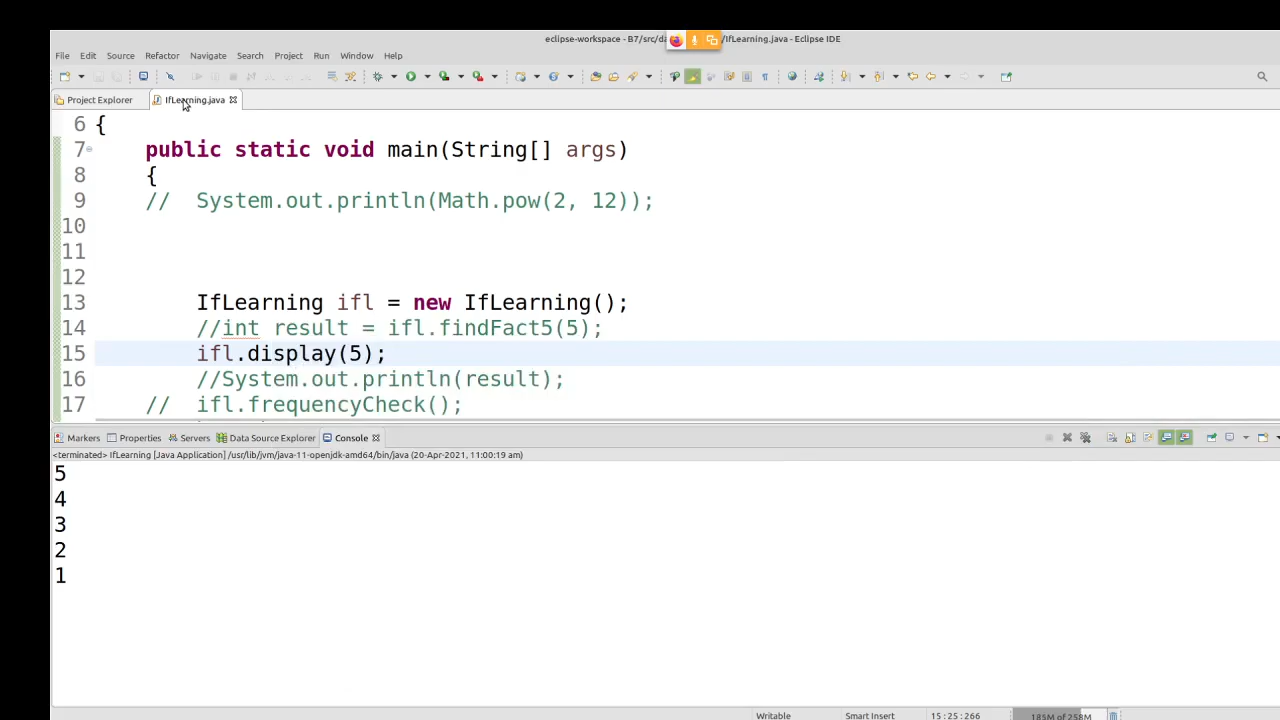 eclipse-workspace - B7/src/da /IfLearning.java - Eclipse IDE
File Edit Source Refactor Navigate Search Project Run Window Help
Project Explorer IfLearning.java
6 {
7 public static void main(String[] args)
8 {
9 // System.out.println(Math.pow(2, 12));
10
11
12
13 IfLearning ifl = new IfLearning();
14 //int result = ifl.findFact5(5);
15 ifl.display(5);
16 //System.out.println(result);
17 // ifl.frequencyCheck();
Markers Properties Servers Data Source Explorer Console
<terminated> IfLearning [Java Application] /usr/lib/jvm/java-11-openjdk-amd64/bin/java (20-Apr-2021, 11:00:19 am)
5
4
3
2
1
Writable Smart Insert 15:25:266 185M of 258M